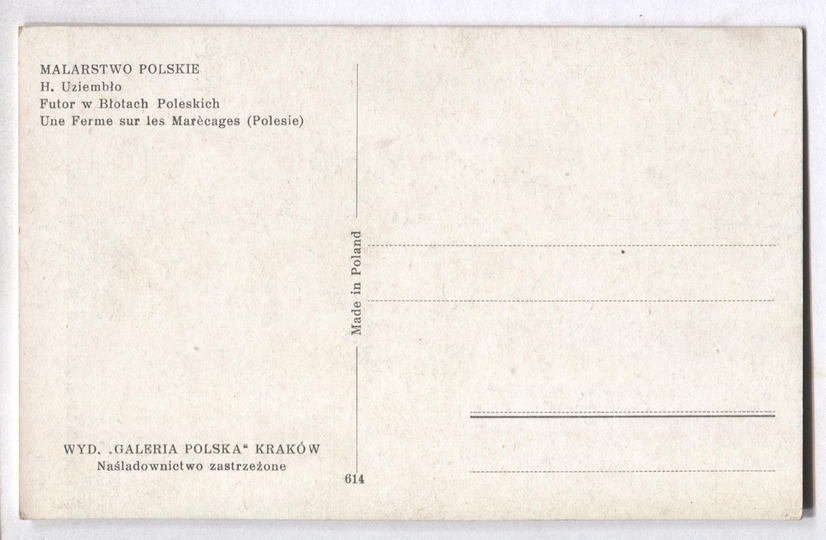 MALARSTWO POLSKIE
H. Uziembło
Futor w Błotach Poleskich
Une Ferme sur les Marècages (Polesie)
Made in Poland
WYD. „GALERIA POLSKA“ KRAKÓW
Naśladownictwo zastrzeżone
614